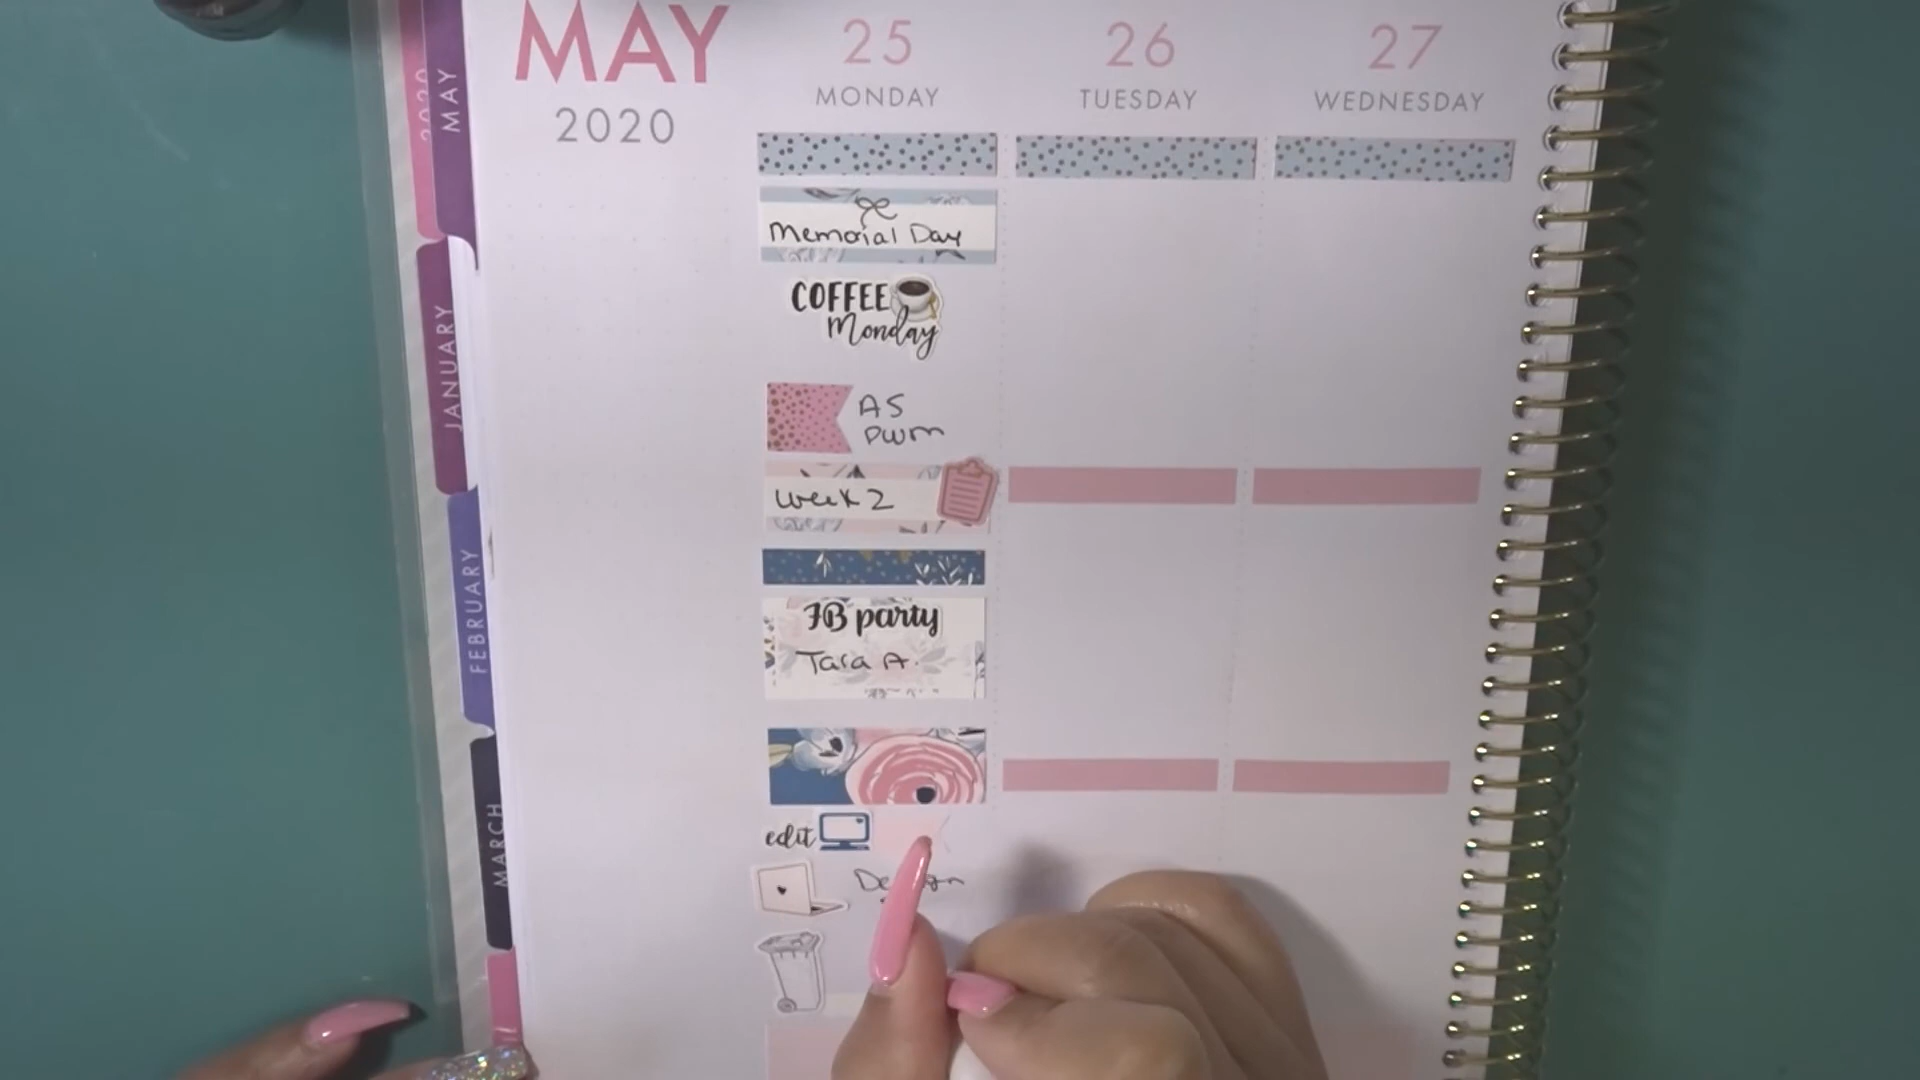 MAY
2020
25
MONDAY
26
TUESDAY
27
WEDNESDAY
2020
MAY
JANUARY
FEBRUARY
MARCH
Memorial Day
COFFEE
Monday
AS
PWM
Week 2
FB party
Tara A.
edit